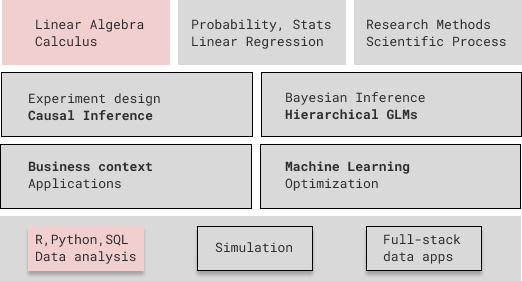 Linear Algebra
Calculus
Probability, Stats
Linear Regression
Research Methods
Scientific Process
Experiment design
Causal Inference
Bayesian Inference
Hierarchical GLMs
Business context
Applications
Machine Learning
Optimization
R,Python,SQL
Data analysis
Simulation
Full-stack
data apps